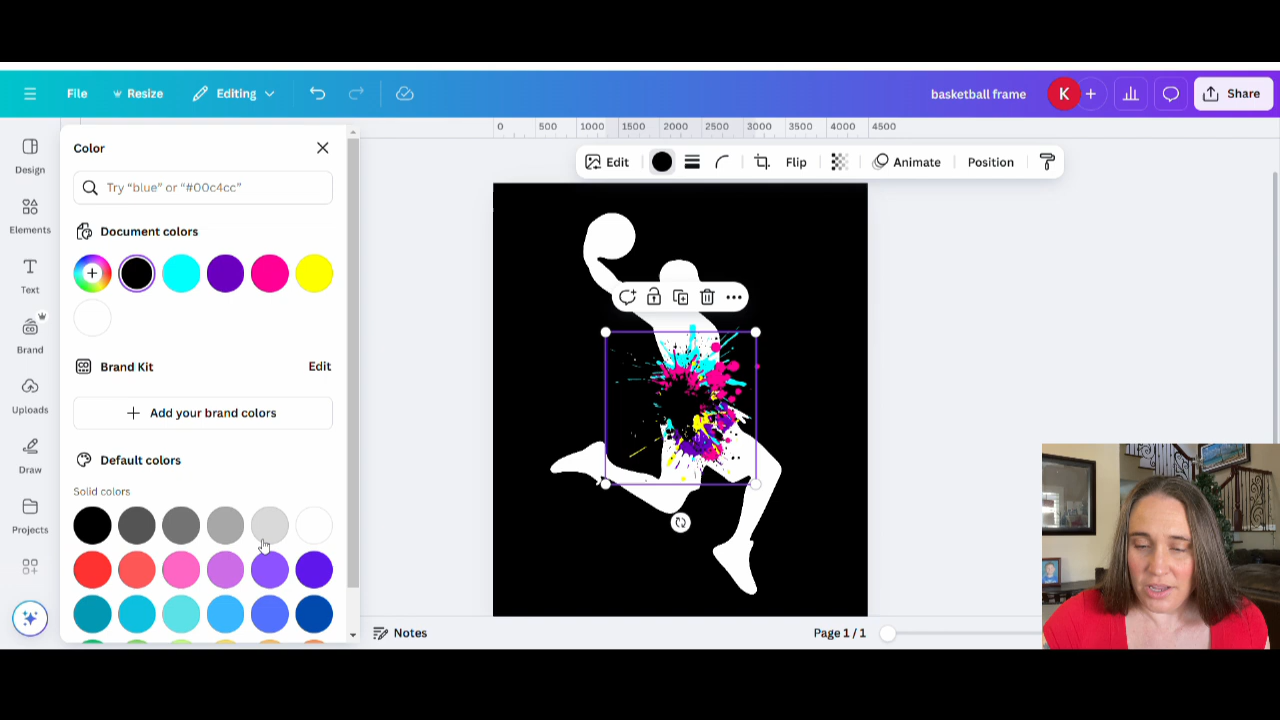 File Resize Editing basketball frame K Share
0 500 1000 1500 2000 2500 3000 3500 4000 4500
Design
Elements
Text
Brand
Uploads
Draw
Projects
Color
Try “blue” or “#00c4cc”
Document colors
Brand Kit Edit
Add your brand colors
Default colors
Solid colors
Edit Flip Animate Position
Notes Page 1 / 1